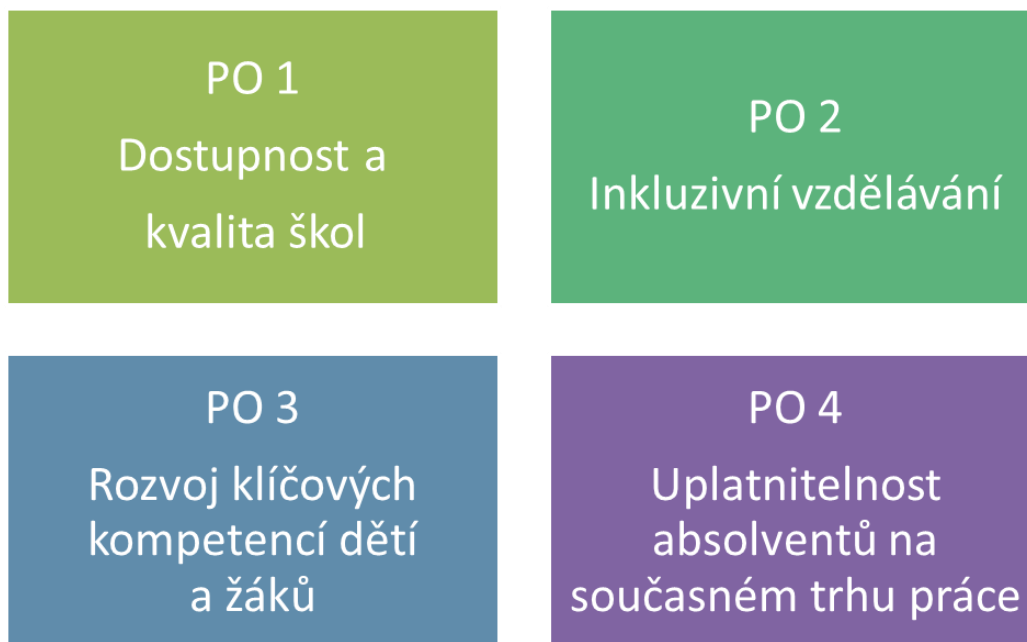 PO 1
Dostupnost a
kvalita škol
PO 2
Inkluzivní vzdělávání
PO 3
Rozvoj klíčových
kompetencí dětí
a žáků
PO 4
Uplatnitelnost
absolventů na
současném trhu práce